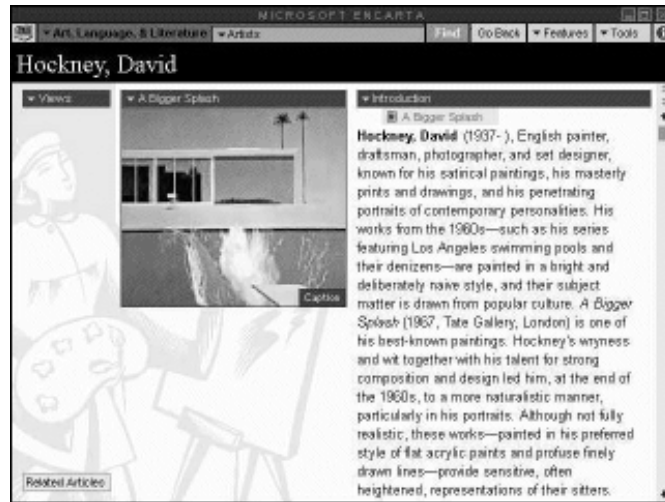 MICROSOFT ENCARTA
Art, Language, & Literature Artists Find Go Back Features Tools
Hockney, David
Views
A Bigger Splash
Caption
Related Articles
Introduction
A Bigger Splash
Hockney, David (1937- ), English painter,
draftsman, photographer, and set designer,
known for his satirical paintings, his masterly
prints and drawings, and his penetrating
portraits of contemporary personalities. His
works from the 1960s—such as his series
featuring Los Angeles swimming pools and
their denizens—are painted in a bright and
deliberately naive style, and their subject
matter is drawn from popular culture. A Bigger
Splash (1967, Tate Gallery, London) is one of
his best-known paintings. Hockney's wryness
and wit together with his talent for strong
composition and design led him, at the end of
the 1960s, to a more naturalistic manner,
particularly in his portraits. Although not fully
realistic, these works—painted in his preferred
style of flat acrylic paints and profuse finely
drawn lines—provide sensitive, often
heightened, representations of their sitters.